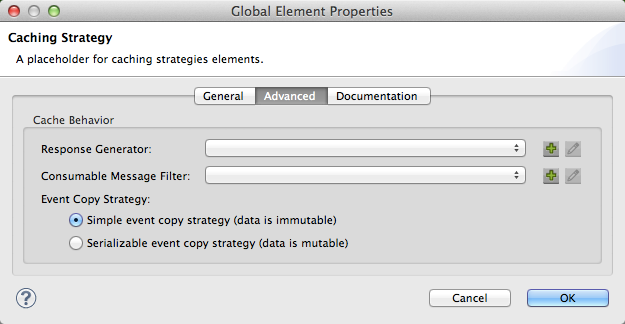 Global Element Properties
Caching Strategy
A placeholder for caching strategies elements.
General Advanced Documentation
Cache Behavior
Response Generator:
Consumable Message Filter:
Event Copy Strategy:
Simple event copy strategy (data is immutable)
Serializable event copy strategy (data is mutable)
? Cancel OK